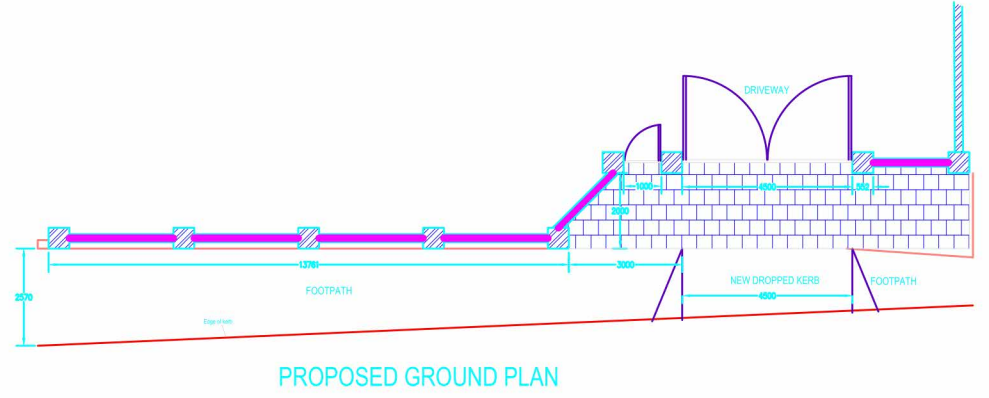 DRIVEWAY
1000
4500
562
2000
13761
3000
2570
FOOTPATH
NEW DROPPED KERB
FOOTPATH
4500
Edge of kerb
PROPOSED GROUND PLAN